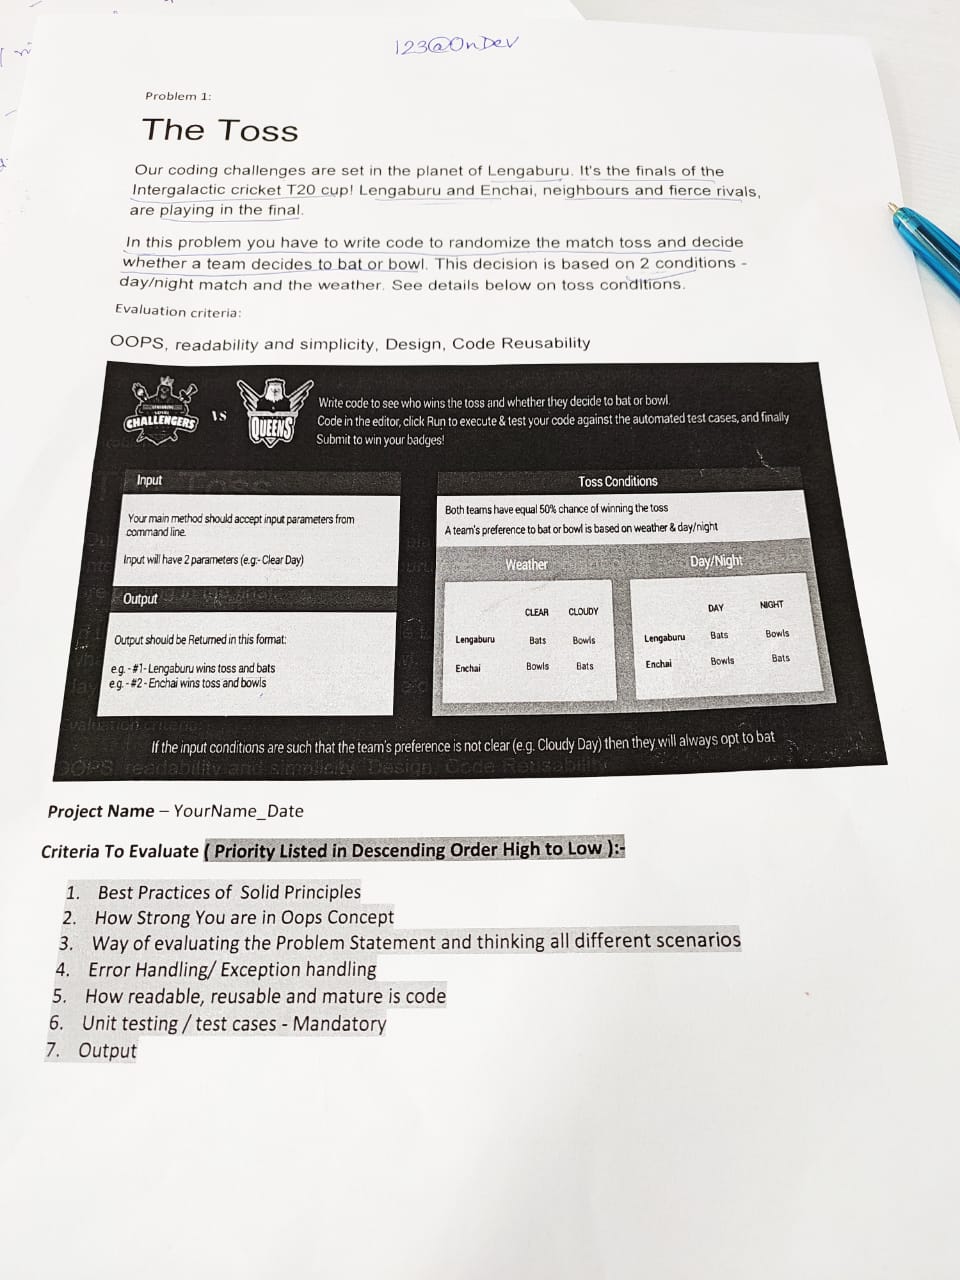 123@OnDev
Problem 1:
The Toss
Our coding challenges are set in the planet of Lengaburu. It's the finals of the
Intergalactic cricket T20 cup! Lengaburu and Enchai, neighbours and fierce rivals,
are playing in the final.
In this problem you have to write code to randomize the match toss and decide
whether a team decides to bat or bowl. This decision is based on 2 conditions -
day/night match and the weather. See details below on toss conditions.
Evaluation criteria:
OOPS, readability and simplicity, Design, Code Reusability
CHALLENGERS
VS
QUEENS
Write code to see who wins the toss and whether they decide to bat or bowl.
Code in the editor, click Run to execute & test your code against the automated test cases, and finally
Submit to win your badges!
Input
Your main method should accept input parameters from
command line.
Input will have 2 parameters (e.g:- Clear Day)
Output
Output should be Returned in this format:
e.g. - #1- Lengaburu wins toss and bats
e.g. - #2 - Enchai wins toss and bowls
Toss Conditions
Both teams have equal 50% chance of winning the toss
A team's preference to bat or bowl is based on weather & day/night
Weather
CLEAR CLOUDY
Lengaburu Bats Bowls
Enchai Bowls Bats
Day/Night
DAY NIGHT
Lengaburu Bats Bowls
Enchai Bowls Bats
If the input conditions are such that the team's preference is not clear (e.g. Cloudy Day) then they will always opt to bat
Project Name – YourName_Date
Criteria To Evaluate ( Priority Listed in Descending Order High to Low ):-
1. Best Practices of Solid Principles
2. How Strong You are in Oops Concept
3. Way of evaluating the Problem Statement and thinking all different scenarios
4. Error Handling/ Exception handling
5. How readable, reusable and mature is code
6. Unit testing / test cases - Mandatory
7. Output